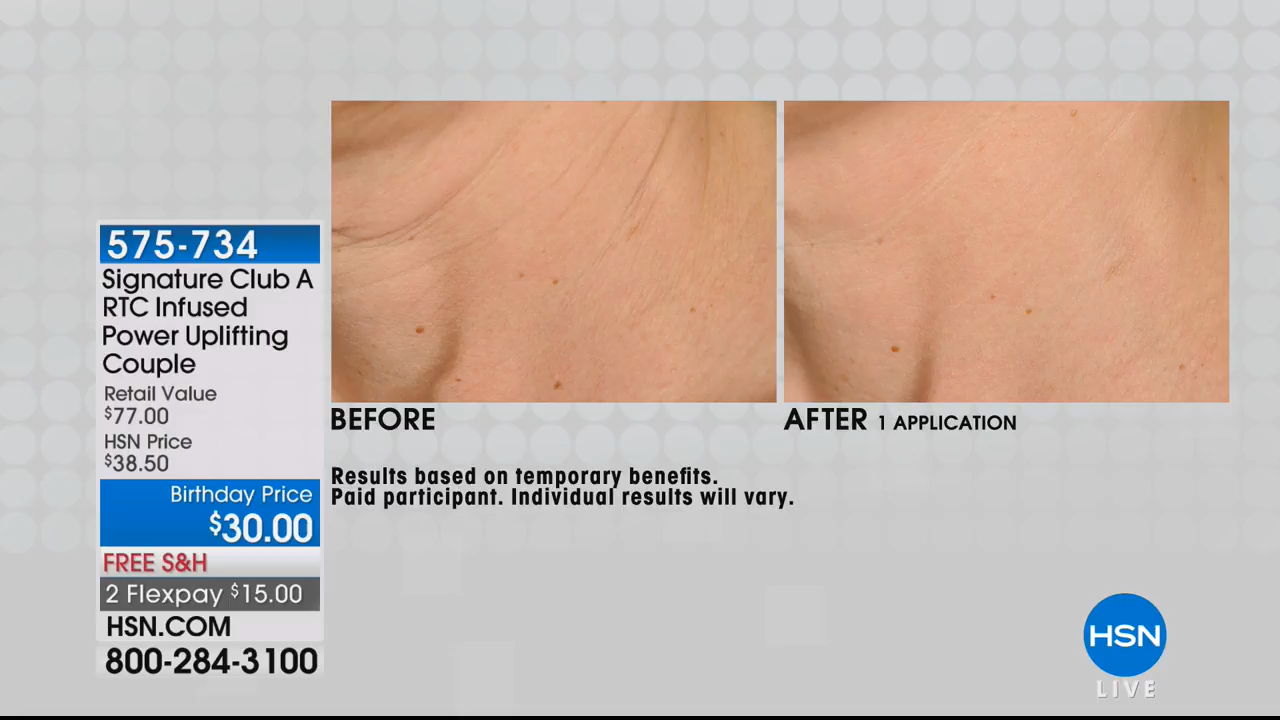 575-734
Signature Club A
RTC Infused
Power Uplifting
Couple
Retail Value
$77.00
HSN Price
$38.50
Birthday Price
$30.00
FREE S&H
2 Flexpay $15.00
HSN.COM
800-284-3100
BEFORE
AFTER 1 APPLICATION
Results based on temporary benefits.
Paid participant. Individual results will vary.
HSN
LIVE